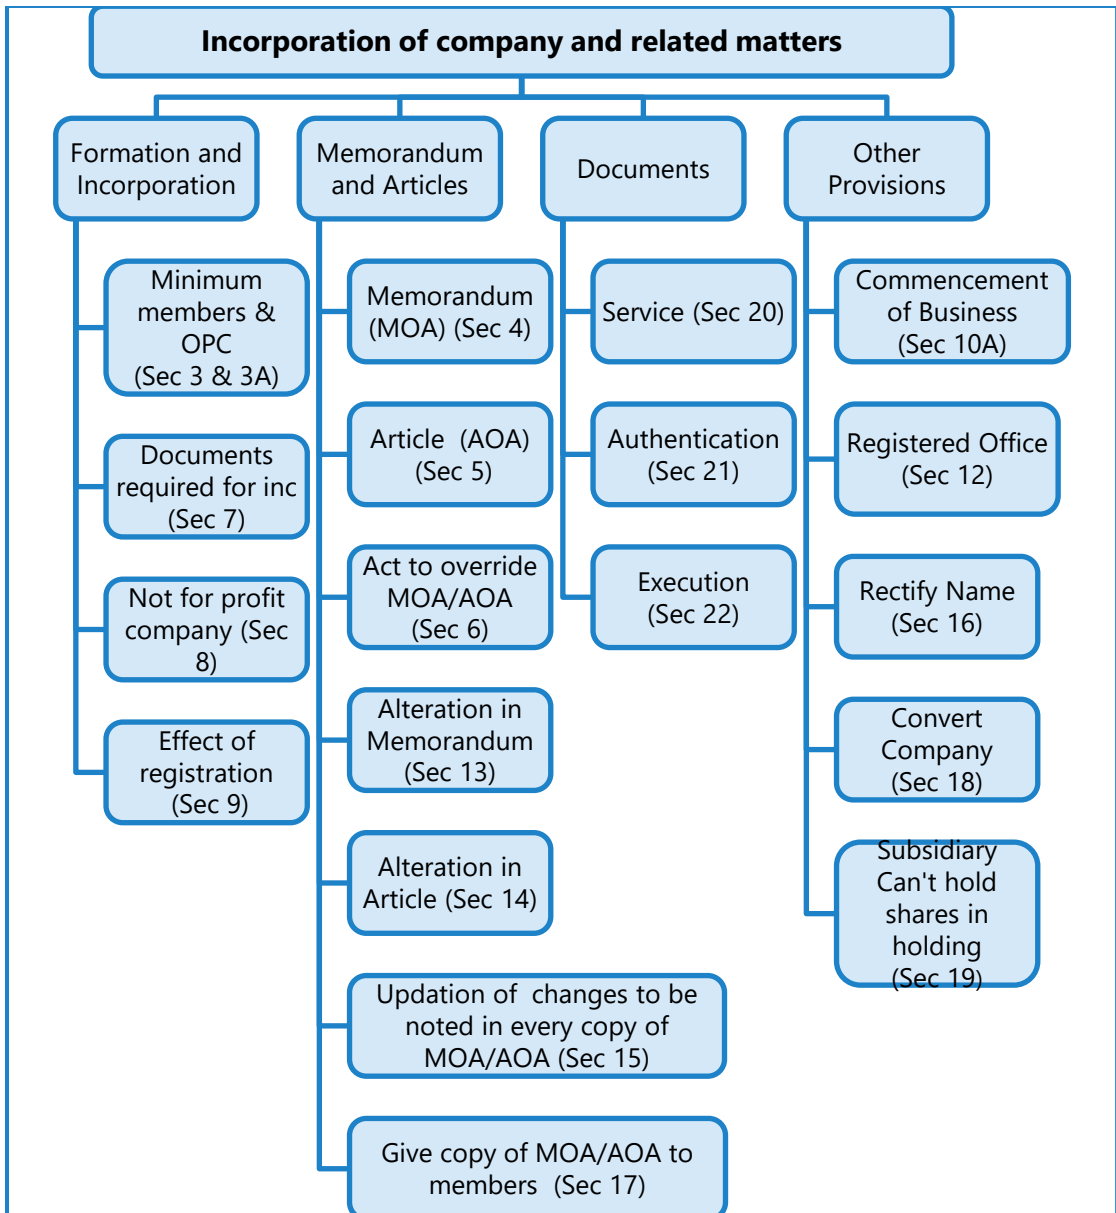 Incorporation of company and related matters
Formation and
Incorporation
Minimum
members &
OPC
(Sec 3 & 3A)
Documents
required for inc
(Sec 7)
Not for profit
company (Sec
8)
Effect of
registration
(Sec 9)
Memorandum
and Articles
Memorandum
(MOA) (Sec 4)
Article  (AOA)
(Sec 5)
Act to override
MOA/AOA
(Sec 6)
Alteration in
Memorandum
(Sec 13)
Alteration in
Article (Sec 14)
Updation of  changes to be
noted in every copy of
MOA/AOA (Sec 15)
Give copy of MOA/AOA to
members  (Sec 17)
Documents
Service (Sec 20)
Authentication
(Sec 21)
Execution
(Sec 22)
Other
Provisions
Commencement
of Business
(Sec 10A)
Registered Office
(Sec 12)
Rectify Name
(Sec 16)
Convert
Company
(Sec 18)
Subsidiary
Can't hold
shares in
holding
(Sec 19)